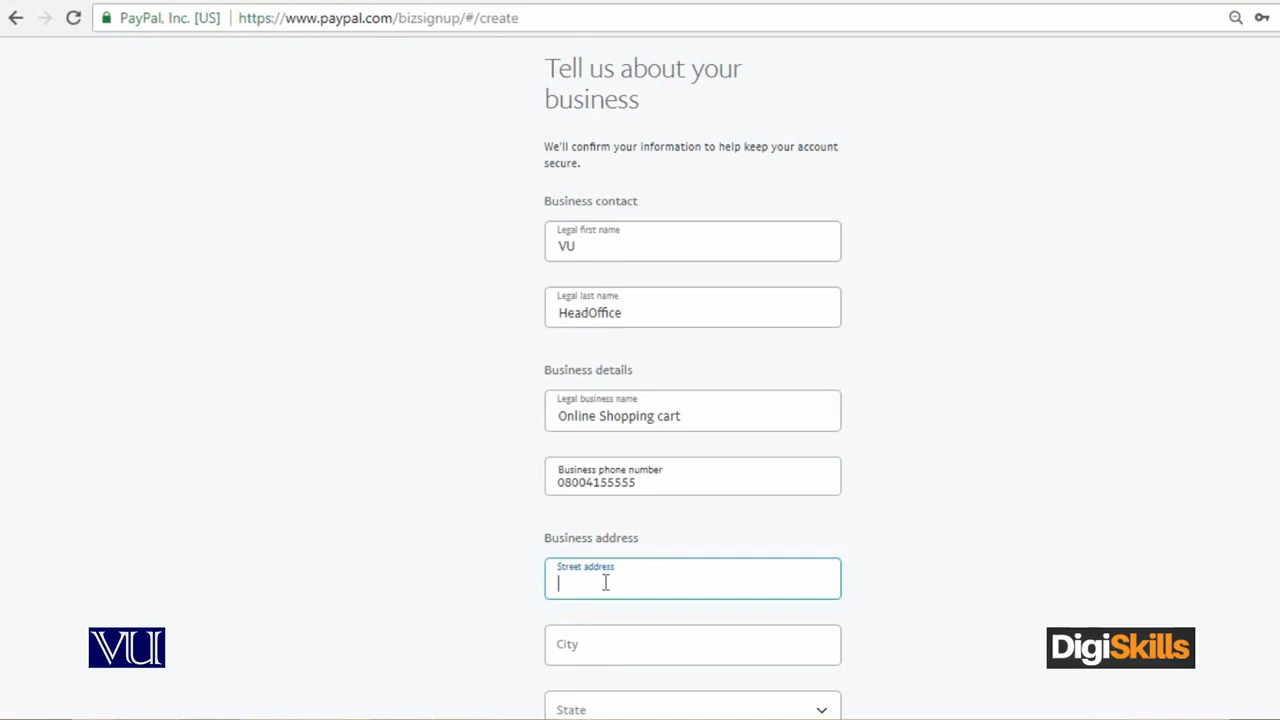 PayPal, Inc. [US] https://www.paypal.com/bizsignup/#/create
Tell us about your
business
We'll confirm your information to help keep your account
secure.
Business contact
Legal first name
VU
Legal last name
HeadOffice
Business details
Legal business name
Online Shopping cart
Business phone number
08004155555
Business address
Street address
City
State
VU
DigiSkills